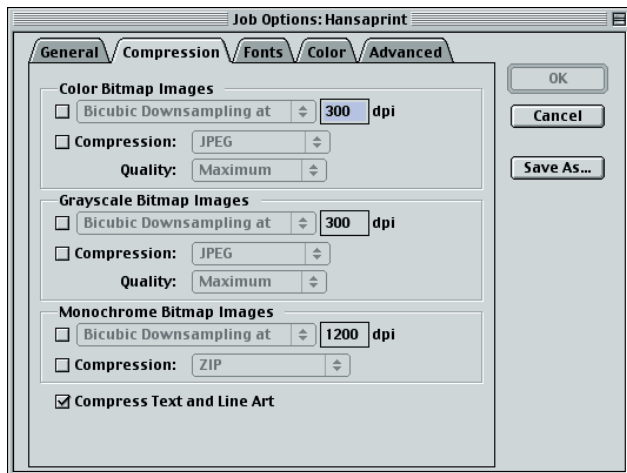 Job Options: Hansaprint
General Compression Fonts Color Advanced
Color Bitmap Images
Bicubic Downsampling at 300 dpi
Compression: JPEG
Quality: Maximum
Grayscale Bitmap Images
Bicubic Downsampling at 300 dpi
Compression: JPEG
Quality: Maximum
Monochrome Bitmap Images
Bicubic Downsampling at 1200 dpi
Compression: ZIP
Compress Text and Line Art
OK
Cancel
Save As...